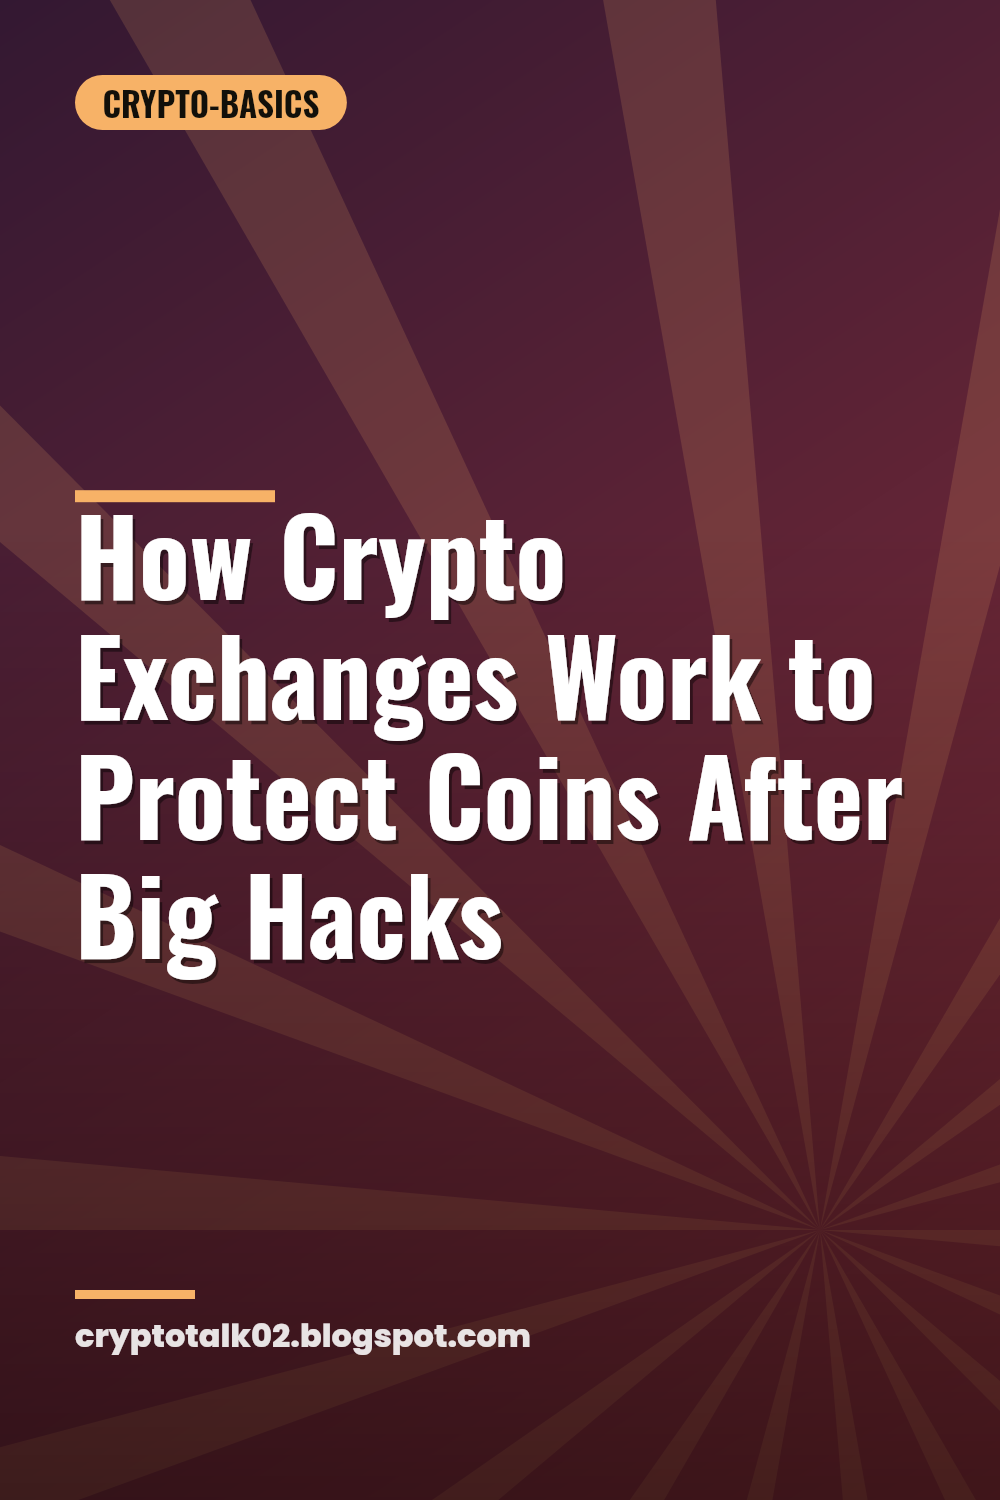 CRYPTO-BASICS
How Crypto
Exchanges Work to
Protect Coins After
Big Hacks
cryptotalk02.blogspot.com